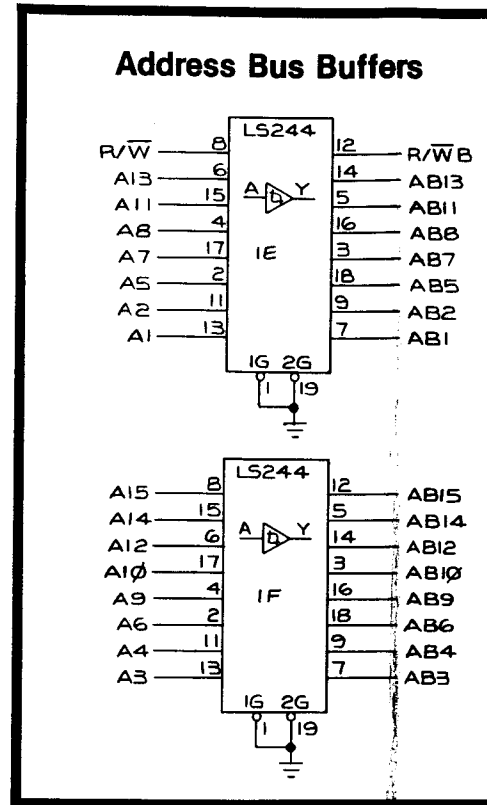 Address Bus Buffers
LS244
R/W̅ 8 12 R/W̅ B
A13 6 14 AB13
A Y
A11 15 5 AB11
A8 4 16 AB8
A7 17 1E 3 AB7
A5 2 18 AB5
A2 11 9 AB2
A1 13 7 AB1
1G 2G
1 19
LS244
A15 8 12 AB15
A14 15 5 AB14
A Y
A12 6 14 AB12
A1Ø 17 3 AB1Ø
A9 4 1F 16 AB9
A6 2 18 AB6
A4 11 9 AB4
A3 13 7 AB3
1G 2G
1 19